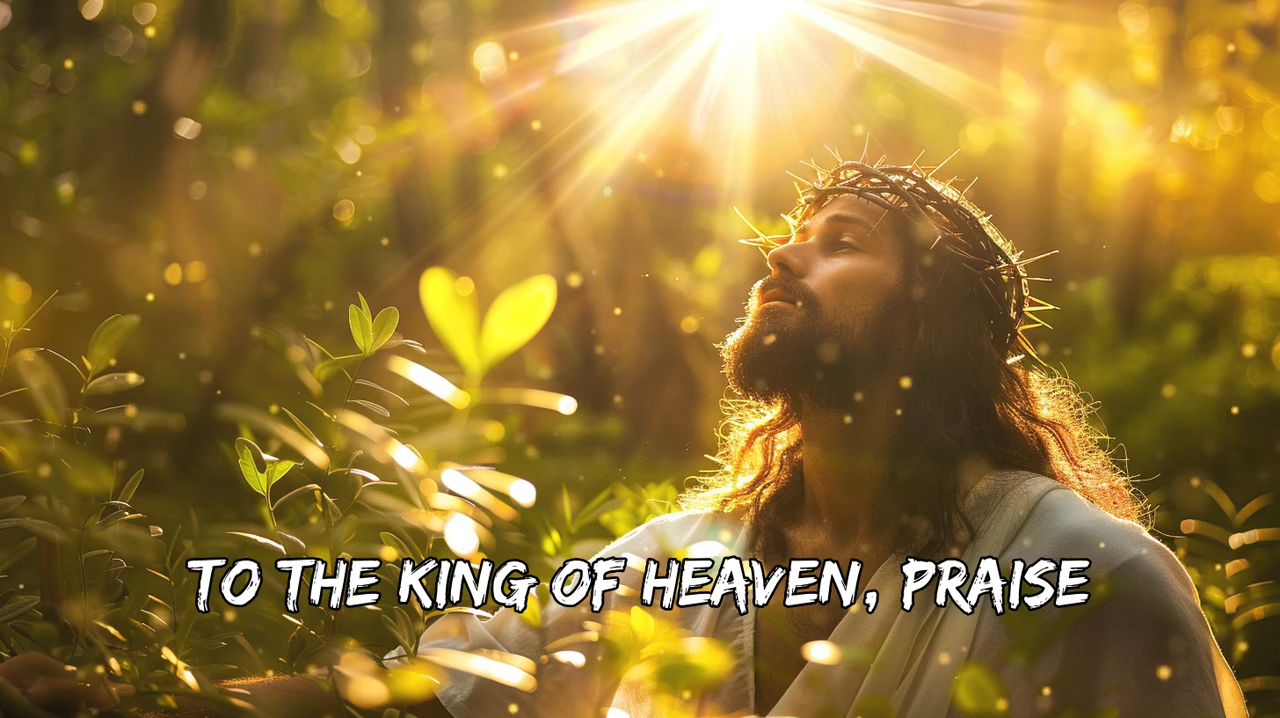 TO THE KING OF HEAVEN, PRAISE